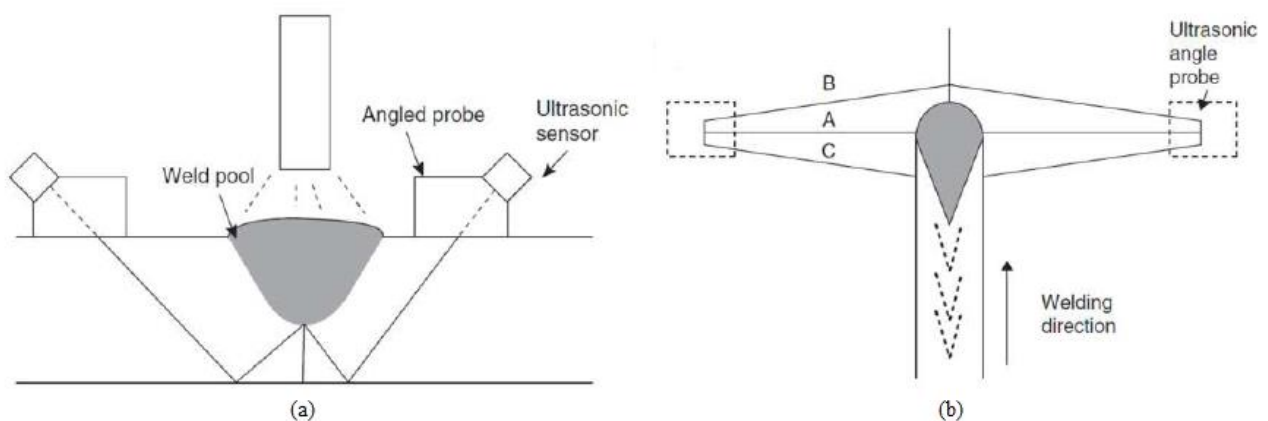 Angled probe
Ultrasonic
sensor
Weld pool
(a)
Ultrasonic
angle
probe
B
A
C
Welding
direction
(b)